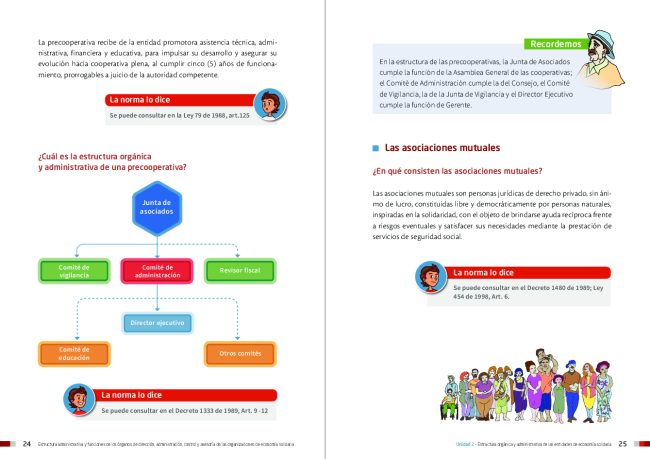 La precooperativa recibe de la entidad promotora asistencia técnica, admi-
nistrativa, financiera y educativa, para impulsar su desarrollo y asegurar su
evolución hacia cooperativa plena, al cumplir cinco (5) años de funciona-
miento, prorrogables a juicio de la autoridad competente.
La norma lo dice
Se puede consultar en la Ley 79 de 1988, art.125
¿Cuál es la estructura orgánica
y administrativa de una precooperativa?
Junta de
asociados
Comité de
vigilancia
Comité de
administración
Revisor fiscal
Director ejecutivo
Comité de
educación
Otros comités
La norma lo dice
Se puede consultar en el Decreto 1333 de 1989, Art. 9 -12
24 Estructura administrativa y funciones de los órganos de dirección, administración, control y asesoría de las organizaciones de economía solidaria
Recordemos
En la estructura de las precooperativas, la Junta de Asociados
cumple la función de la Asamblea General de las cooperativas;
el Comité de Administración cumple la del Consejo, el Comité
de Vigilancia, la de la Junta de Vigilancia y el Director Ejecutivo
cumple la función de Gerente.
Las asociaciones mutuales
¿En qué consisten las asociaciones mutuales?
Las asociaciones mutuales son personas jurídicas de derecho privado, sin áni-
mo de lucro, constituidas libre y democráticamente por personas naturales,
inspiradas en la solidaridad, con el objeto de brindarse ayuda recíproca frente
a riesgos eventuales y satisfacer sus necesidades mediante la prestación de
servicios de seguridad social.
La norma lo dice
Se puede consultar en el Decreto 1480 de 1989; Ley
454 de 1998, Art. 6.
Unidad 2 - Estructura orgánica y administrativa de las entidades de economía solidaria 25